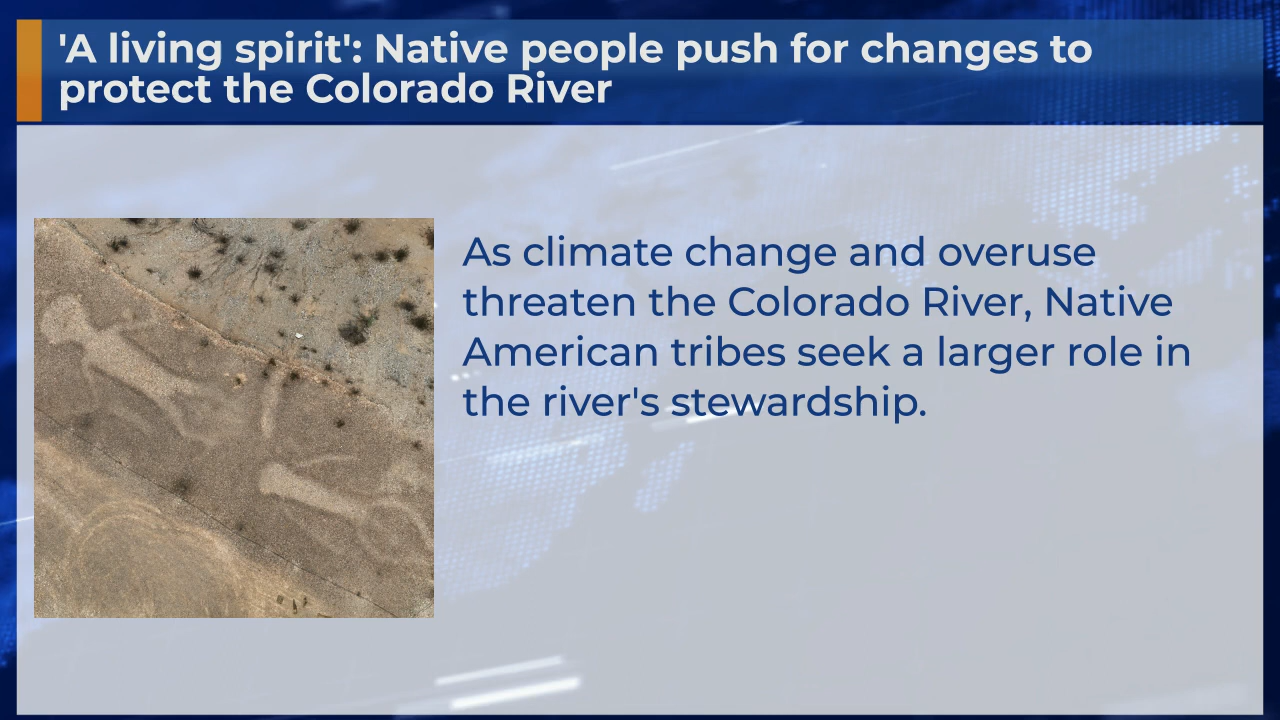 'A living spirit': Native people push for changes to
protect the Colorado River
As climate change and overuse
threaten the Colorado River, Native
American tribes seek a larger role in
the river's stewardship.